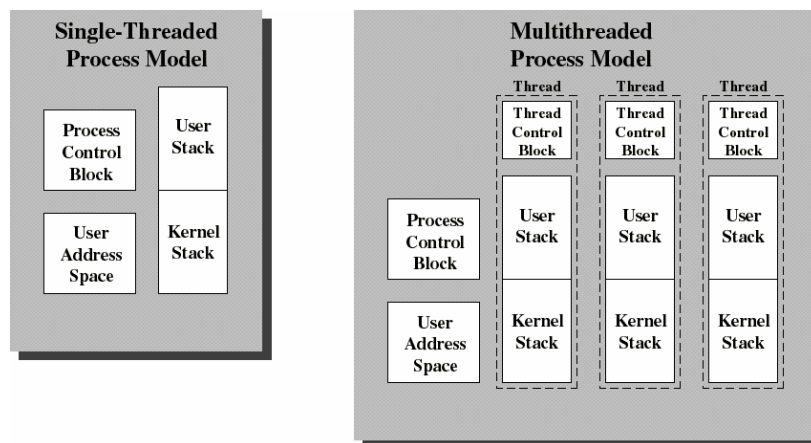 Single-Threaded
Process Model
Process
Control
Block
User
Stack
User
Address
Space
Kernel
Stack
Multithreaded
Process Model
Thread
Thread
Control
Block
User
Stack
Kernel
Stack
Thread
Thread
Control
Block
User
Stack
Kernel
Stack
Thread
Thread
Control
Block
User
Stack
Kernel
Stack
Process
Control
Block
User
Address
Space